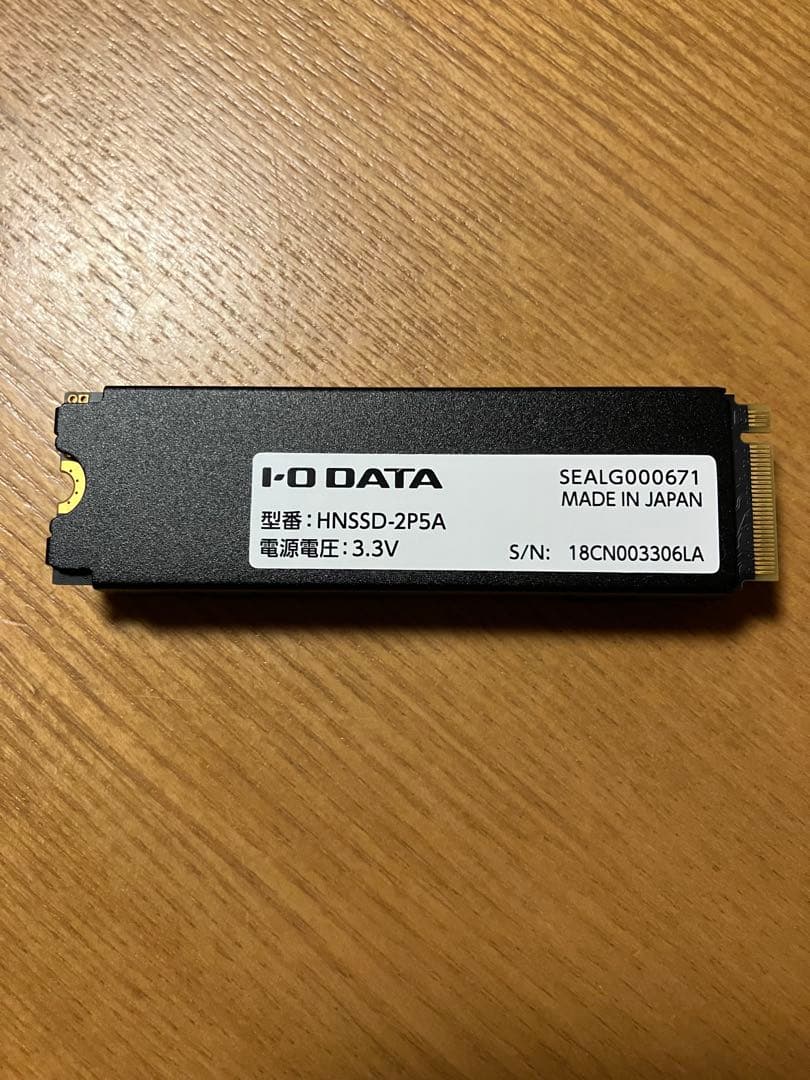 I-O DATA
SEALG000671
MADE IN JAPAN
型番:HNSSD-2P5A
電源電圧:3.3V
S/N: 18CN003306LA